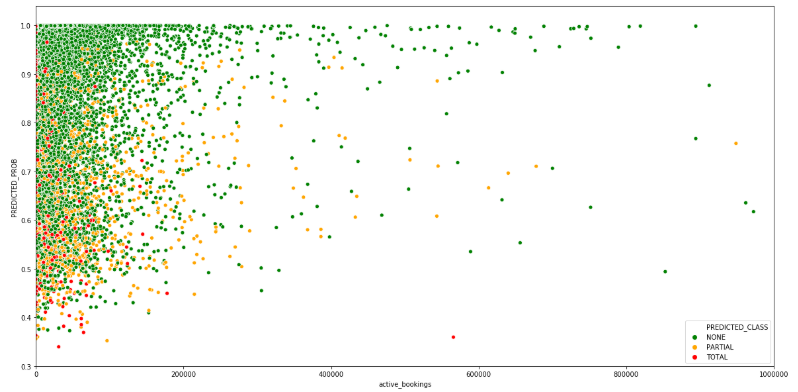 1.0
0.9
0.8
0.7
0.6
0.5
0.4
0.3
PREDICTED_PROB
0
200000
400000
600000
800000
1000000
active_bookings
PREDICTED_CLASS
NONE
PARTIAL
TOTAL